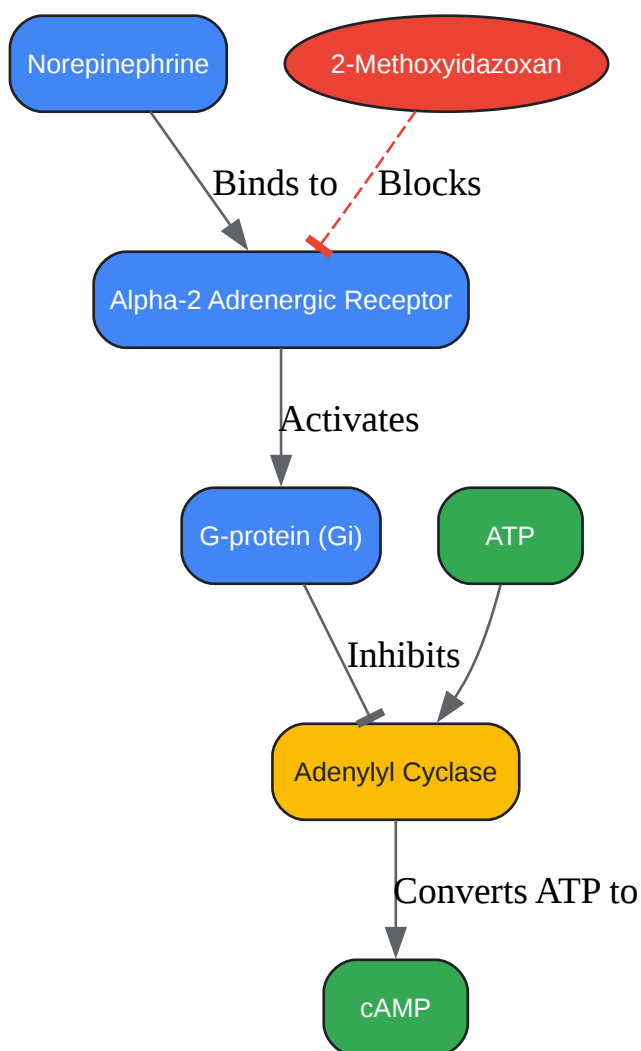 Norepinephrine
2-Methoxyidazoxan
Binds to
Blocks
Alpha-2 Adrenergic Receptor
Activates
G-protein (Gi)
ATP
Inhibits
Adenylyl Cyclase
Converts ATP to
cAMP